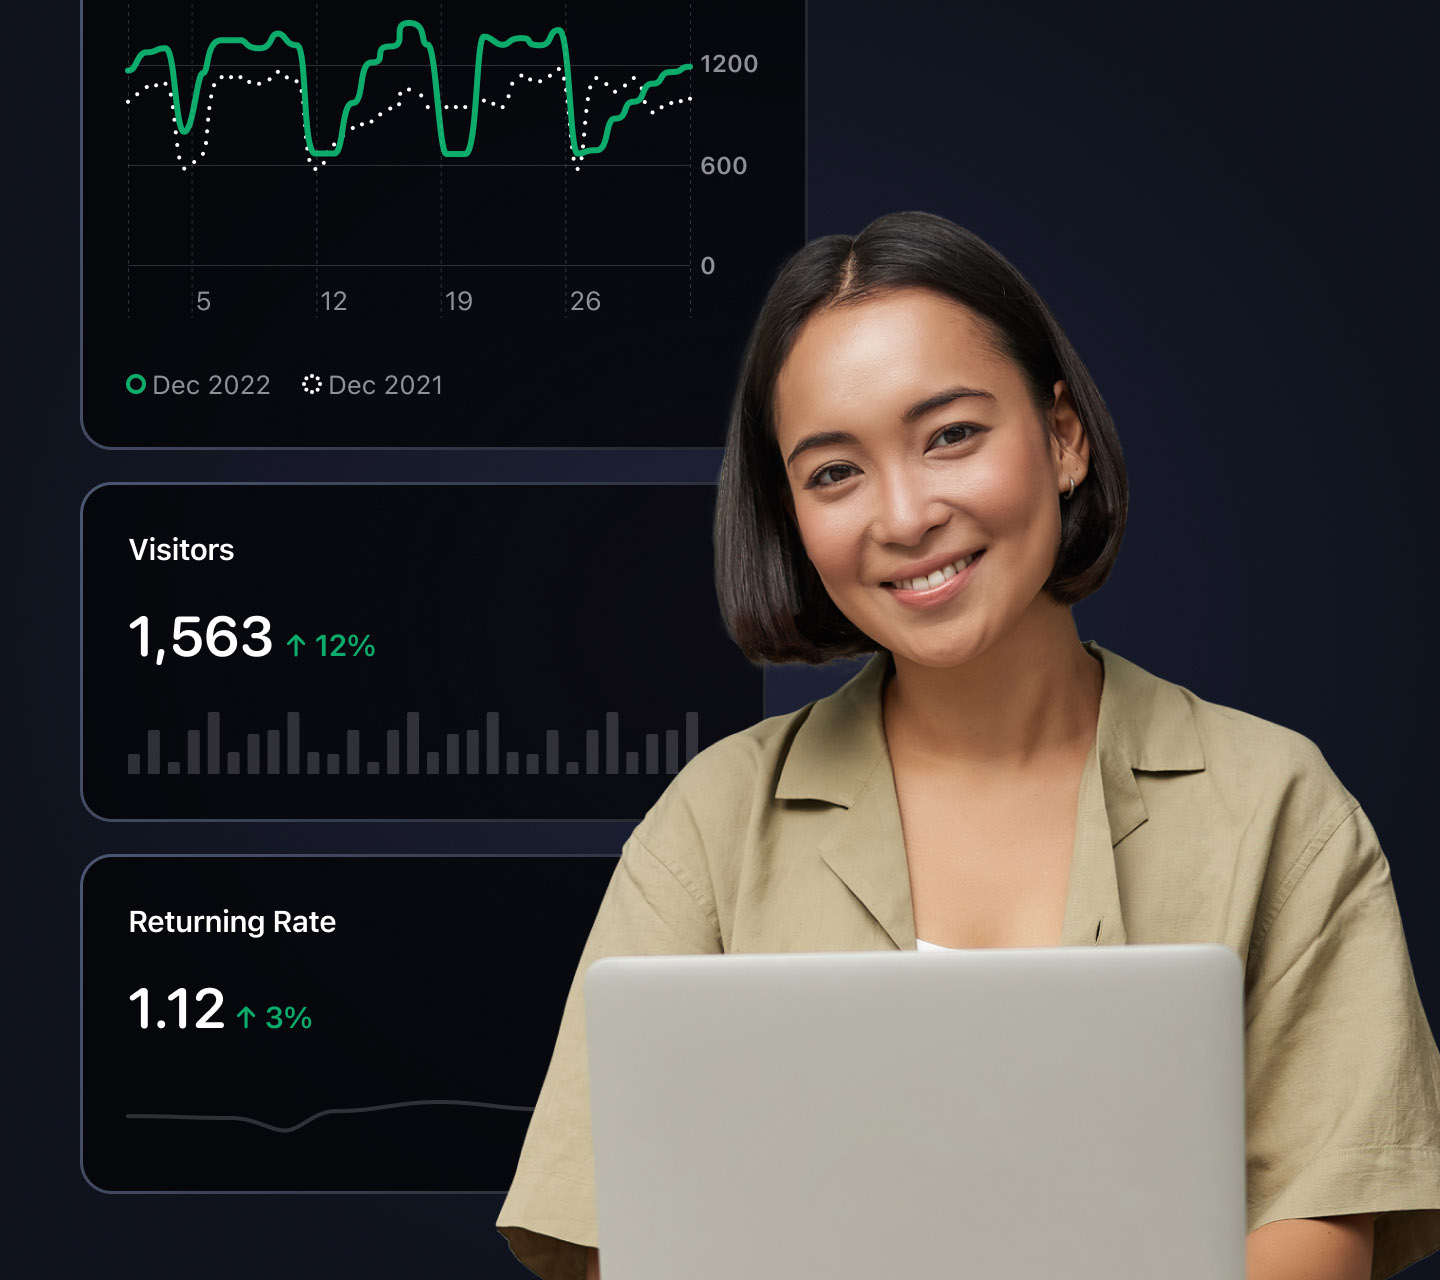 1200
600
0
5 12 19 26
Dec 2022 Dec 2021
Visitors
1,563 ↑ 12%
Returning Rate
1.12 ↑ 3%